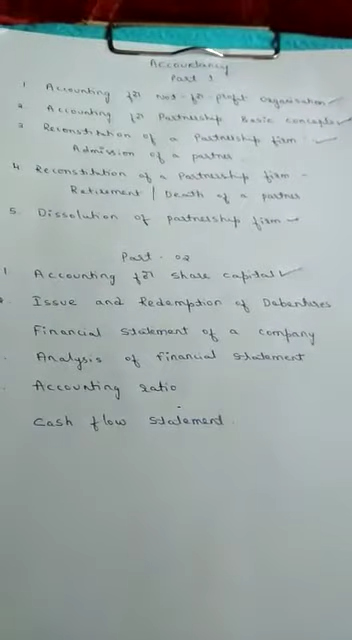 Accountancy
Part 1
1 Accounting for Not-for-profit Organisation
2 Accounting for Partnership Basic concepts
3 Reconstitution of a Partnership firm
Admission of a partner
4. Reconstitution of a Partnership firm -
Retirement / Death of a partner
5. Dissolution of partnership firm
Part - 02
1. Accounting for share capital
Issue and Redemption of Debentures
Financial statement of a company
Analysis of financial statement
Accounting ratio
Cash flow statement.